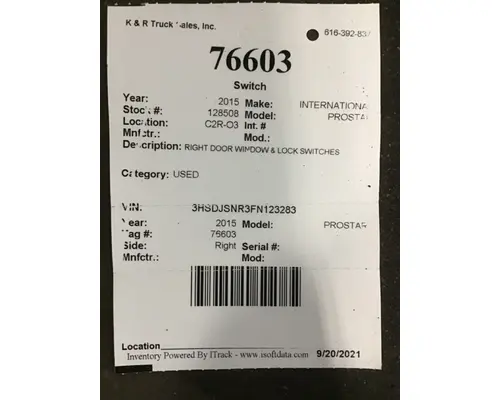 K & R Truck Sales, Inc.
616-392-837
76603
Switch
Year: 2015 Make: INTERNATIONA
Stock #: 128508 Model: PROSTAR
Location: C2R-O3 Int. #
Mnfctr.: Mod.:
Description: RIGHT DOOR WINDOW & LOCK SWITCHES
Category: USED
VIN: 3HSDJSNR3FN123283
Year: 2015 Model: PROSTAR
Tag #: 76603
Side: Right Serial #:
Mnfctr.: Mod:
Location
Inventory Powered By ITrack - www.isoftdata.com 9/20/2021